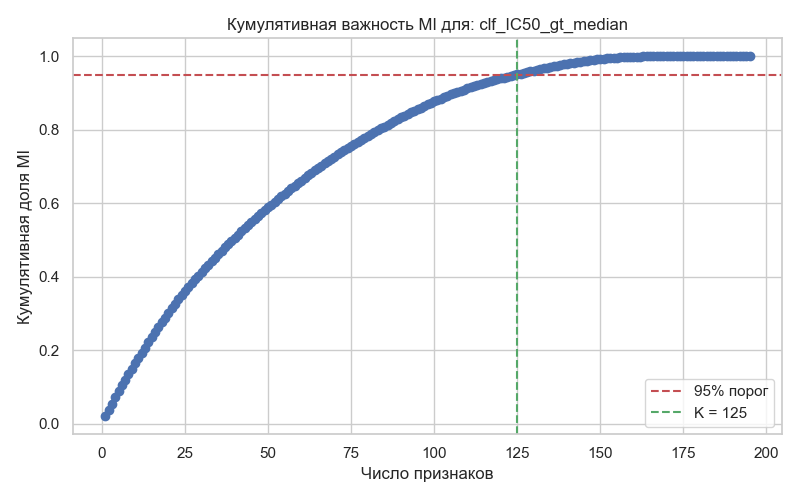 Кумулятивная важность MI для: clf_IC50_gt_median
Кумулятивная доля MI
1.0
0.8
0.6
0.4
0.2
0.0
0 25 50 75 100 125 150 175 200
Число признаков
95% порог
K = 125